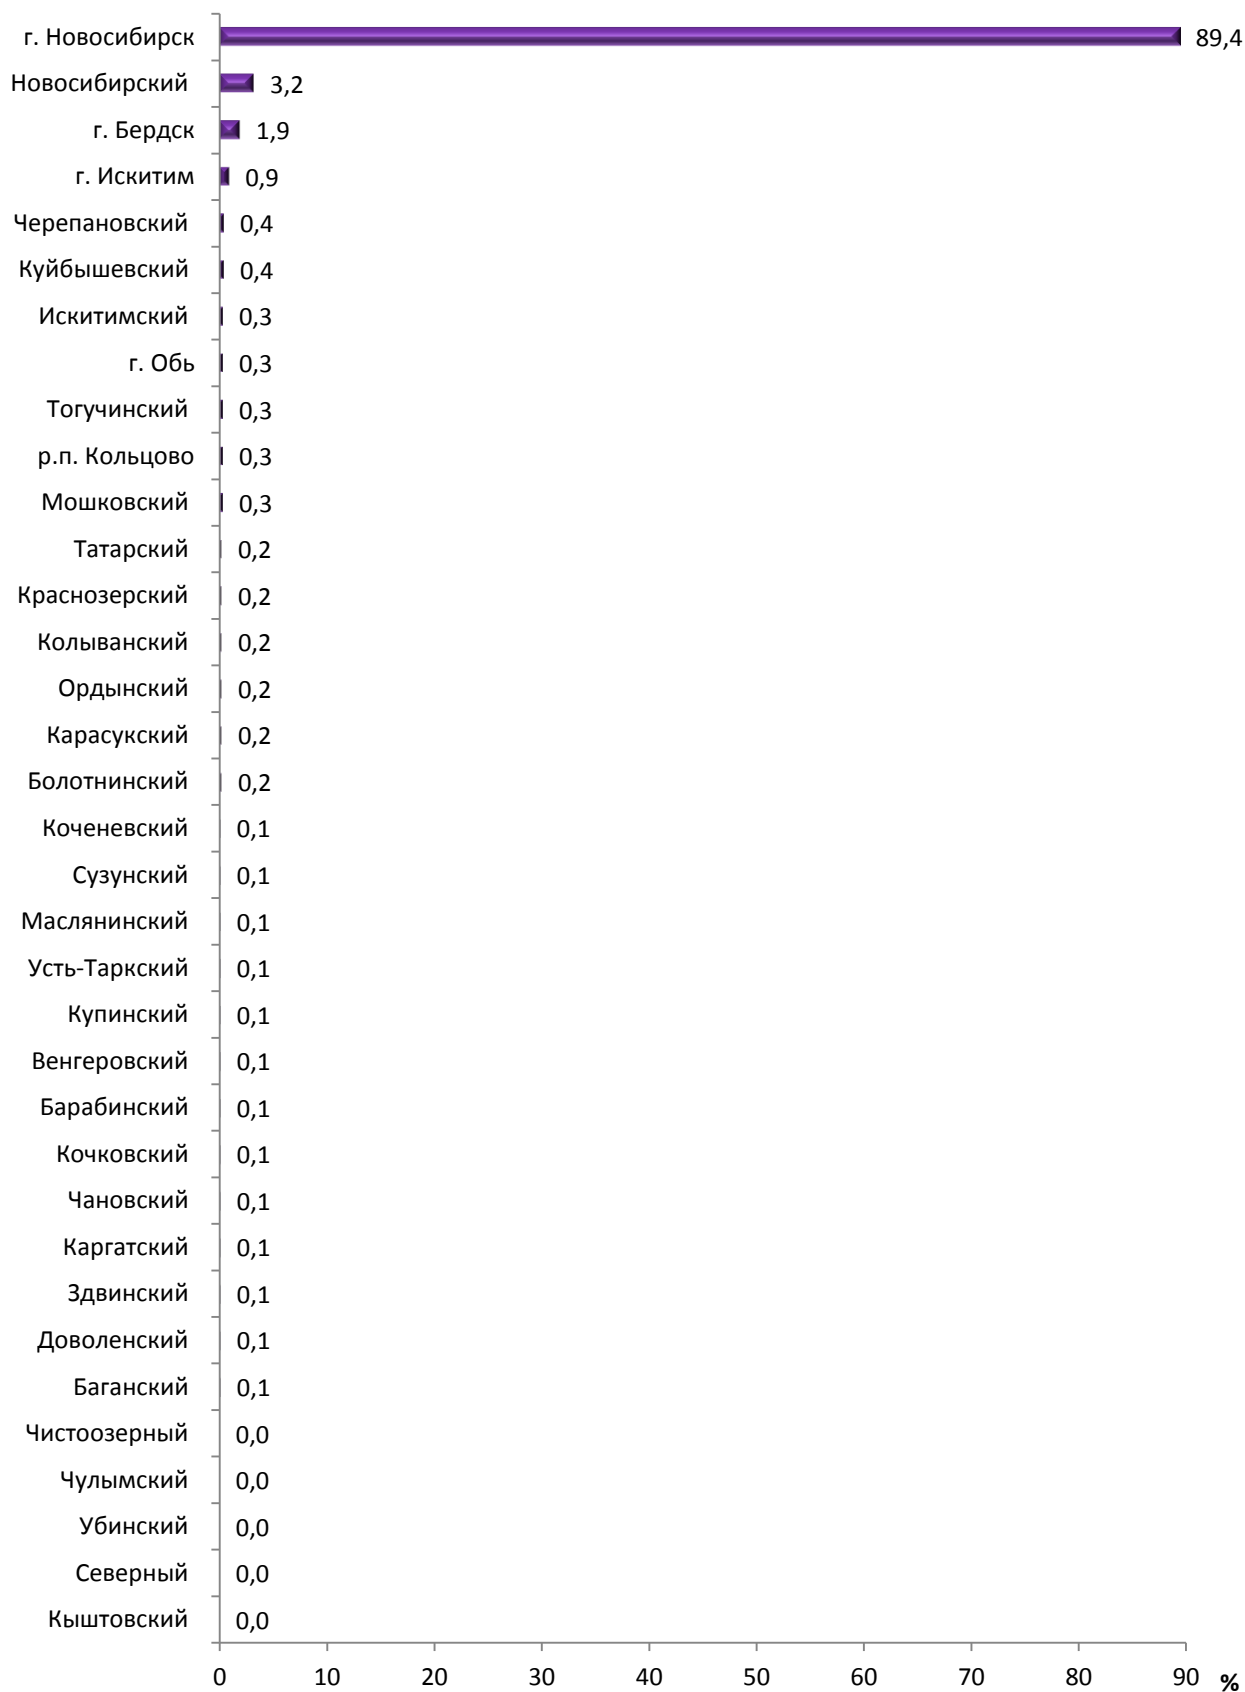 г. Новосибирск 89,4
Новосибирский 3,2
г. Бердск 1,9
г. Искитим 0,9
Черепановский 0,4
Куйбышевский 0,4
Искитимский 0,3
г. Обь 0,3
Тогучинский 0,3
р.п. Кольцово 0,3
Мошковский 0,3
Татарский 0,2
Краснозерский 0,2
Колыванский 0,2
Ордынский 0,2
Карасукский 0,2
Болотнинский 0,2
Коченевский 0,1
Сузунский 0,1
Маслянинский 0,1
Усть-Таркский 0,1
Купинский 0,1
Венгеровский 0,1
Барабинский 0,1
Кочковский 0,1
Чановский 0,1
Каргатский 0,1
Здвинский 0,1
Доволенский 0,1
Баганский 0,1
Чистоозерный 0,0
Чулымский 0,0
Убинский 0,0
Северный 0,0
Кыштовский 0,0
0 10 20 30 40 50 60 70 80 90 %